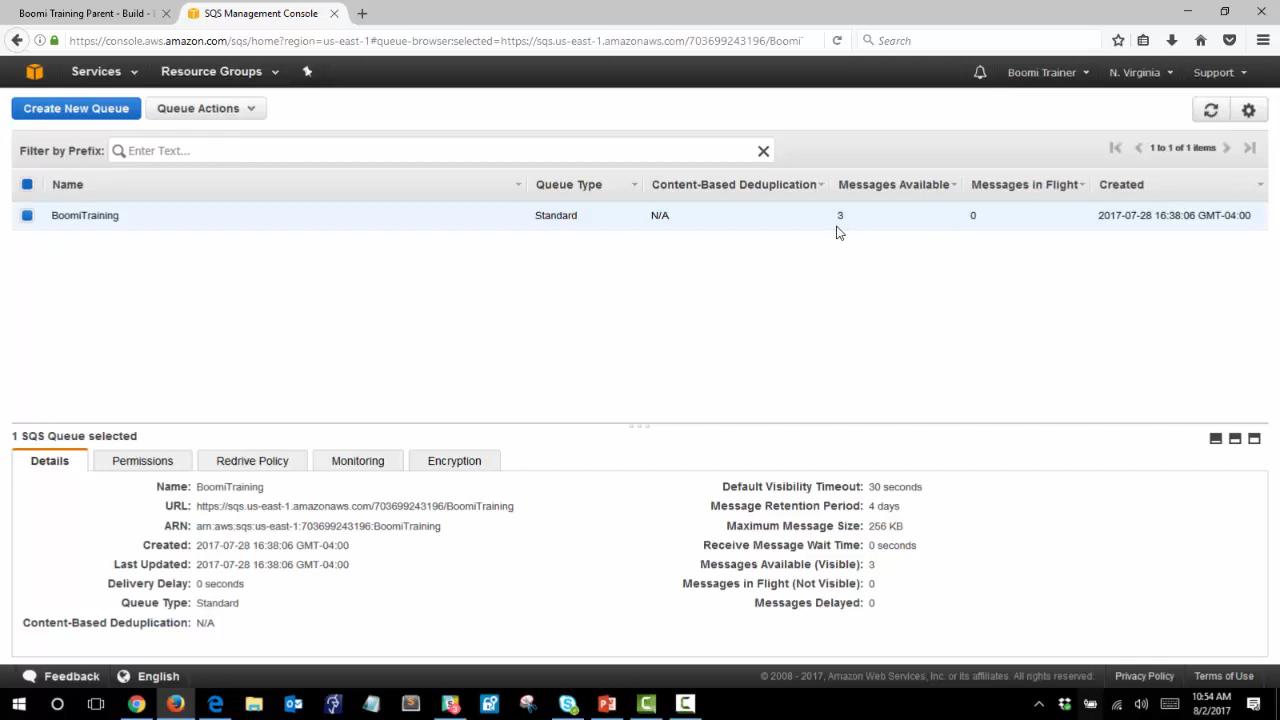 Boomi Training Parent - Build -
SQS Management Console
https://console.aws.amazon.com/sqs/home?region=us-east-1#queue-browser:selected=https://sqs.us-east-1.amazonaws.com/703699243196/BoomiT
Search
Services
Resource Groups
Boomi Trainer
N. Virginia
Support
Create New Queue
Queue Actions
Filter by Prefix:
Enter Text...
1 to 1 of 1 items
Name Queue Type Content-Based Deduplication Messages Available Messages in Flight Created
BoomiTraining Standard N/A 3 0 2017-07-28 16:38:06 GMT-04:00
1 SQS Queue selected
Details Permissions Redrive Policy Monitoring Encryption
Name: BoomiTraining
URL: https://sqs.us-east-1.amazonaws.com/703699243196/BoomiTraining
ARN: arn:aws:sqs:us-east-1:703699243196:BoomiTraining
Created: 2017-07-28 16:38:06 GMT-04:00
Last Updated: 2017-07-28 16:38:06 GMT-04:00
Delivery Delay: 0 seconds
Queue Type: Standard
Content-Based Deduplication: N/A
Default Visibility Timeout: 30 seconds
Message Retention Period: 4 days
Maximum Message Size: 256 KB
Receive Message Wait Time: 0 seconds
Messages Available (Visible): 3
Messages in Flight (Not Visible): 0
Messages Delayed: 0
Feedback
English
© 2008 - 2017, Amazon Web Services, Inc. or its affiliates. All rights reserved.
Privacy Policy
Terms of Use
10:54 AM
8/2/2017